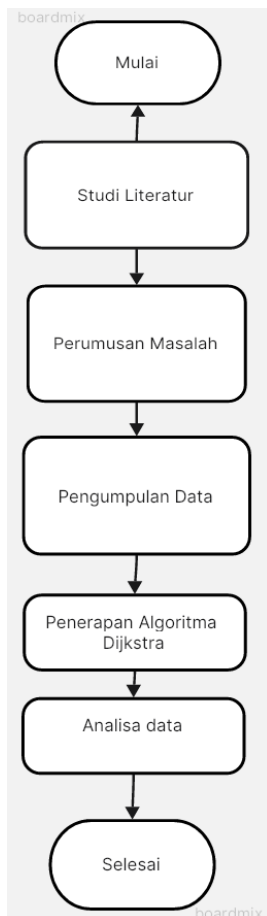 boardmix
Mulai
Studi Literatur
Perumusan Masalah
Pengumpulan Data
Penerapan Algoritma
Dijkstra
Analisa data
Selesai
boardmix